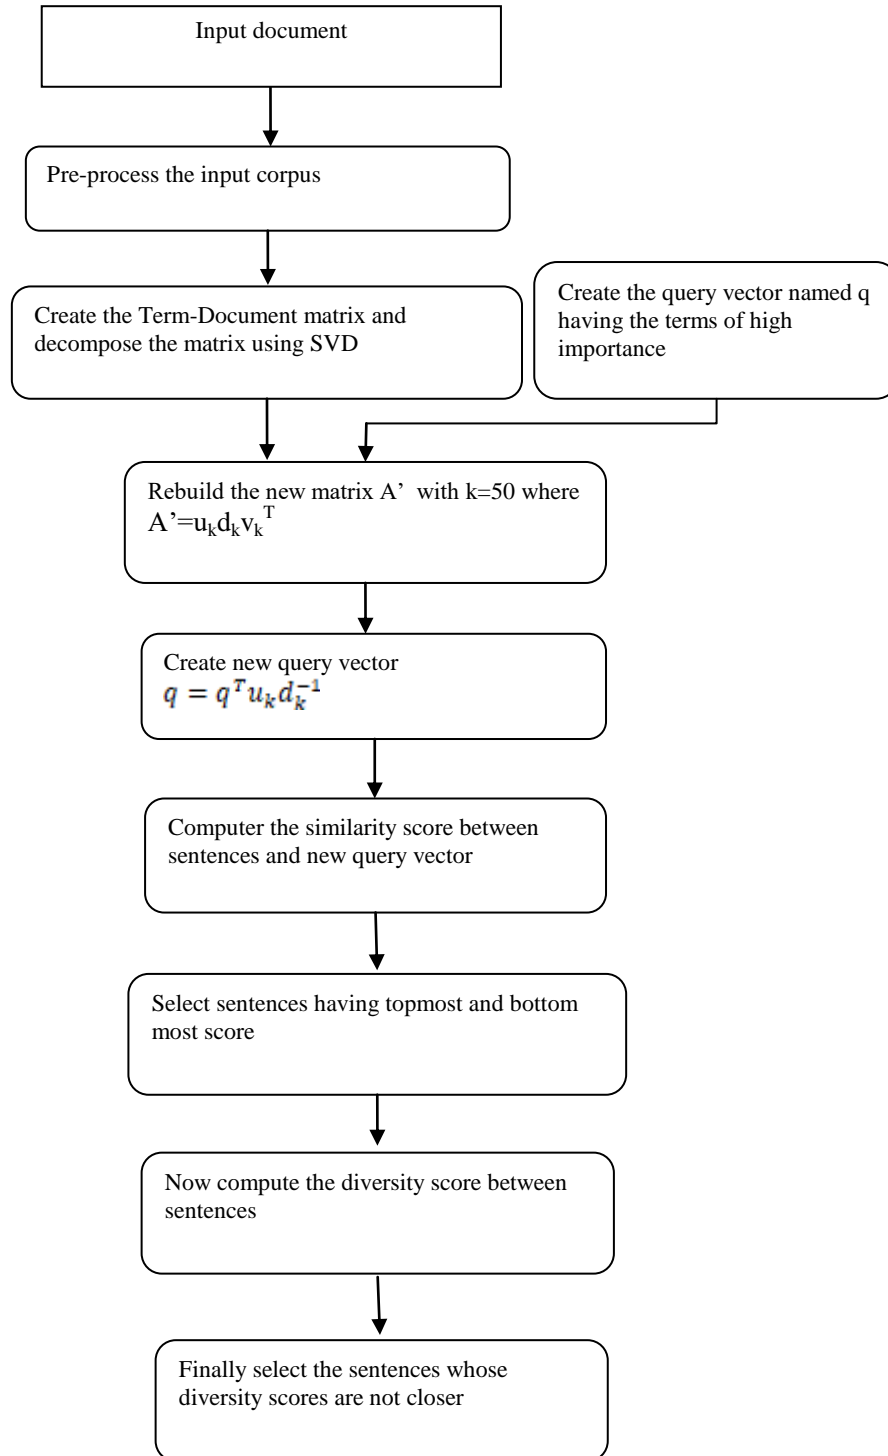 Input document
Pre-process the input corpus
Create the Term-Document matrix and
decompose the matrix using SVD
Create the query vector named q
having the terms of high
importance
Rebuild the new matrix A’ with k=50 where
A’=uₖdₖvₖᵀ
Create new query vector
q = qᵀuₖdₖ⁻¹
Computer the similarity score between
sentences and new query vector
Select sentences having topmost and bottom
most score
Now compute the diversity score between
sentences
Finally select the sentences whose
diversity scores are not closer